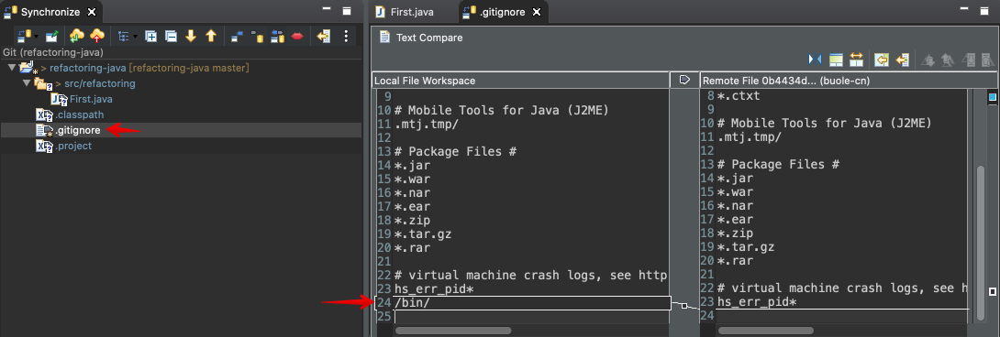 Synchronize
Git (refactoring-java)
> refactoring-java [refactoring-java master]
> src/refactoring
First.java
.classpath
.gitignore
.project
First.java
.gitignore
Text Compare
Local File Workspace
9
10 # Mobile Tools for Java (J2ME)
11 .mtj.tmp/
12
13 # Package Files #
14 *.jar
15 *.war
16 *.nar
17 *.ear
18 *.zip
19 *.tar.gz
20 *.rar
21
22 # virtual machine crash logs, see http
23 hs_err_pid*
24 /bin/
25
Remote File 0b4434d... (buole-cn)
8 *.ctxt
9
10 # Mobile Tools for Java (J2ME)
11 .mtj.tmp/
12
13 # Package Files #
14 *.jar
15 *.war
16 *.nar
17 *.ear
18 *.zip
19 *.tar.gz
20 *.rar
21
22 # virtual machine crash logs, see h
23 hs_err_pid*
24